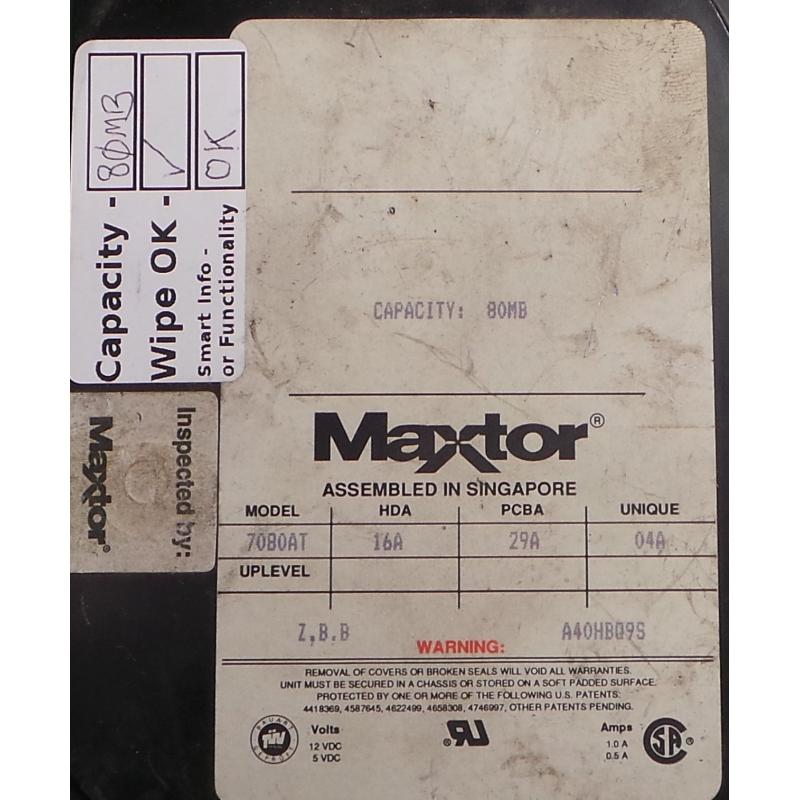 Capacity - 80MB
Wipe OK - ✓
Smart Info -
or Functionality
OK
Inspected by:
Maxtor
CAPACITY: 80MB
Maxtor®
ASSEMBLED IN SINGAPORE
MODEL HDA PCBA UNIQUE
7080AT 16A 29A 04A
UPLEVEL
Z,B.B A40HBQ9S
WARNING:
REMOVAL OF COVERS OR BROKEN SEALS WILL VOID ALL WARRANTIES.
UNIT MUST BE SECURED IN A CHASSIS OR STORED ON A SOFT PADDED SURFACE.
PROTECTED BY ONE OR MORE OF THE FOLLOWING U.S. PATENTS:
4418369, 4587645, 4622499, 4658308, 4746997, OTHER PATENTS PENDING.
Volts Amps
12 VDC 1.0 A
5 VDC 0.5 A